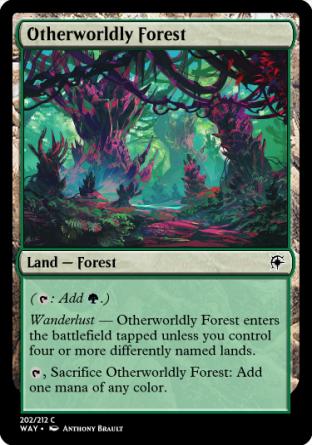 Otherworldly Forest
Land — Forest
(: Add .)
Wanderlust — Otherworldly Forest enters
the battlefield tapped unless you control
four or more differently named lands.
, Sacrifice Otherworldly Forest: Add
one mana of any color.
202/212 C
WAY • Anthony Brault